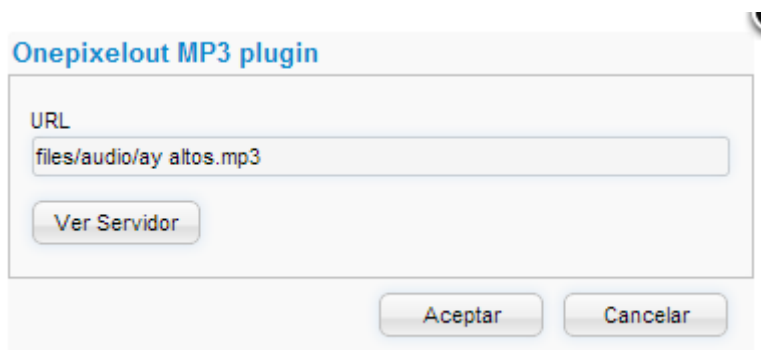 Onepixelout MP3 plugin
URL
files/audio/ay altos.mp3
Ver Servidor
Aceptar Cancelar